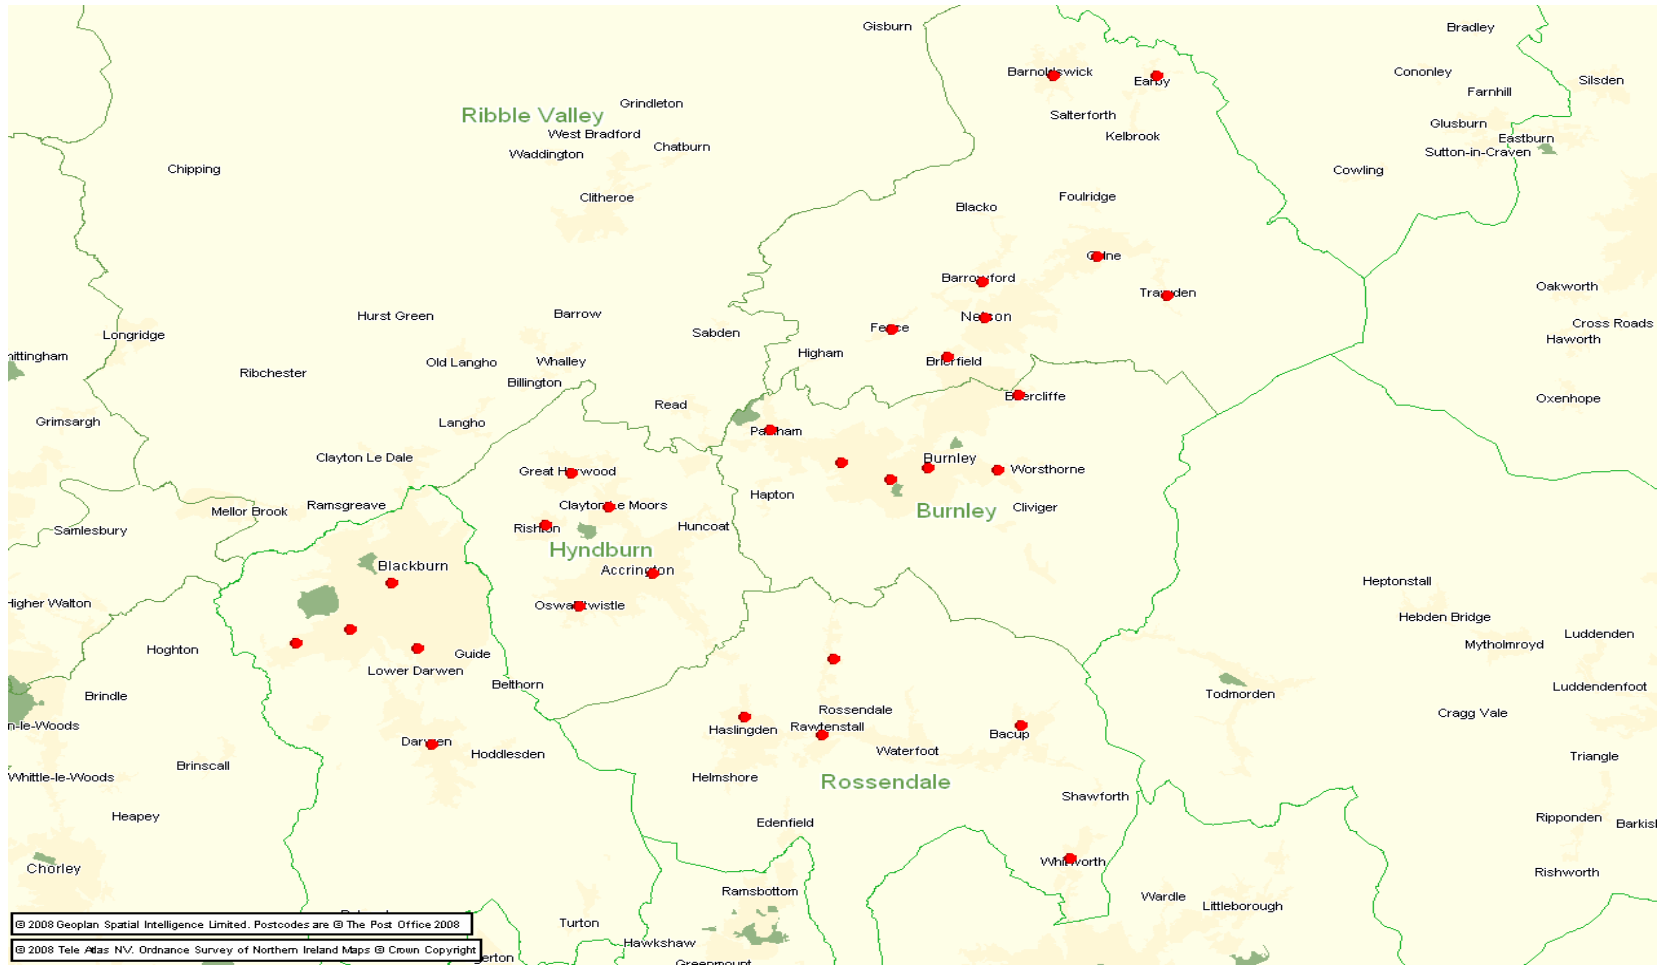 Gisburn
Bradley
Barnoldswick
Earby
Cononley
Silsden
Farnhill
Grindleton
Ribble Valley
Salterforth
Glusburn
West Bradford
Kelbrook
Eastburn
Chatburn
Waddington
Sutton-in-Craven
Chipping
Cowling
Clitheroe
Foulridge
Blacko
Colne
Barrowford
Oakworth
Trawden
Hurst Green
Barrow
Nelson
Cross Roads
Fence
Longridge
Sabden
Haworth
hittingham
Higham
Old Langho
Whalley
Brierfield
Ribchester
Billington
Briercliffe
Oxenhope
Read
Grimsargh
Langho
Padiham
Clayton Le Dale
Burnley
Great Harwood
Worsthorne
Hapton
Ramsgreave
Clayton Le Moors
Cliviger
Mellor Brook
Burnley
Samlesbury
Rishton
Huncoat
Hyndburn
Blackburn
Accrington
Heptonstall
Higher Walton
Oswaldtwistle
Hebden Bridge
Luddenden
Mytholmroyd
Hoghton
Guide
Lower Darwen
Belthorn
Luddendenfoot
Brindle
Todmorden
Rossendale
Cragg Vale
n-le-Woods
Haslingden
Rawtenstall
Bacup
Darwen
Waterfoot
Hoddlesden
Triangle
Brinscall
Whittle-le-Woods
Helmshore
Rossendale
Shawforth
Heapey
Edenfield
Ripponden
Barkisl
Whitworth
Chorley
Rishworth
Ramsbottom
Wardle
Littleborough
© 2008 Geoplan Spatial Intelligence Limited. Postcodes are © The Post Office 2008
Turton
Hawkshaw
© 2008 Tele Atlas NV. Ordnance Survey of Northern Ireland Maps © Crown Copyright
gerton
Greenmount